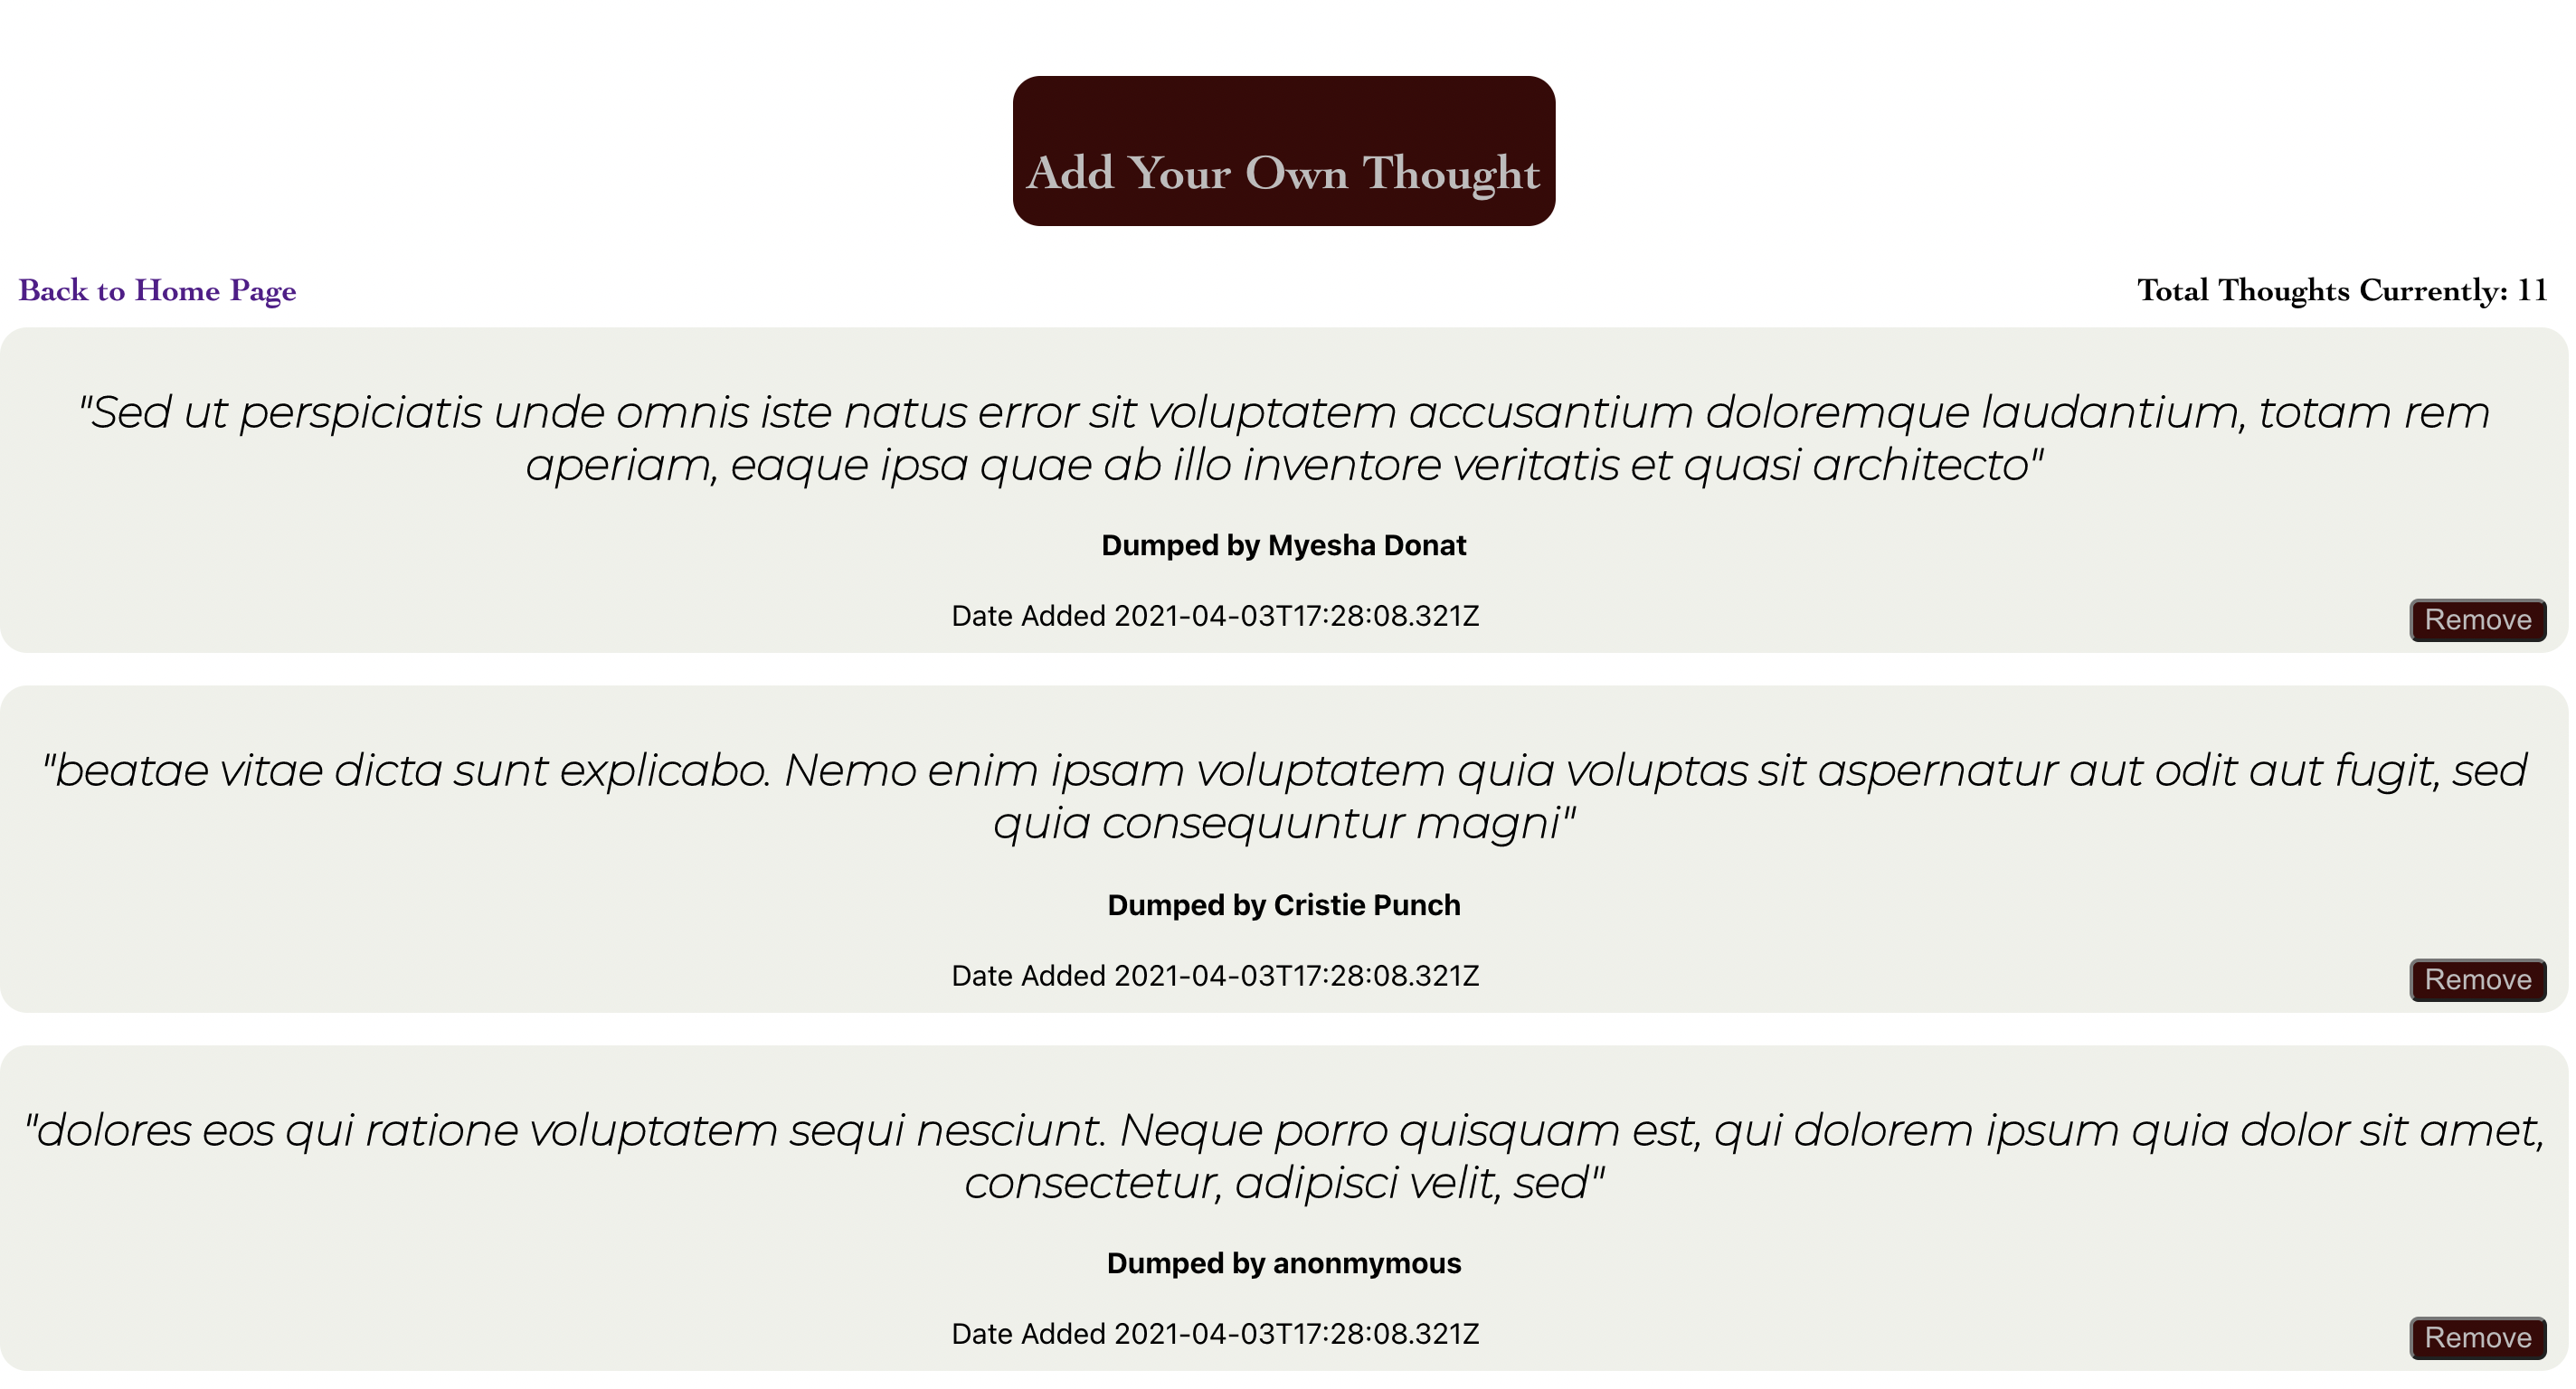 Add Your Own Thought
Back to Home Page
Total Thoughts Currently: 11
"Sed ut perspiciatis unde omnis iste natus error sit voluptatem accusantium doloremque laudantium, totam rem
aperiam, eaque ipsa quae ab illo inventore veritatis et quasi architecto"
Dumped by Myesha Donat
Date Added 2021-04-03T17:28:08.321Z
Remove
"beatae vitae dicta sunt explicabo. Nemo enim ipsam voluptatem quia voluptas sit aspernatur aut odit aut fugit, sed
quia consequuntur magni"
Dumped by Cristie Punch
Date Added 2021-04-03T17:28:08.321Z
Remove
"dolores eos qui ratione voluptatem sequi nesciunt. Neque porro quisquam est, qui dolorem ipsum quia dolor sit amet,
consectetur, adipisci velit, sed"
Dumped by anonmymous
Date Added 2021-04-03T17:28:08.321Z
Remove